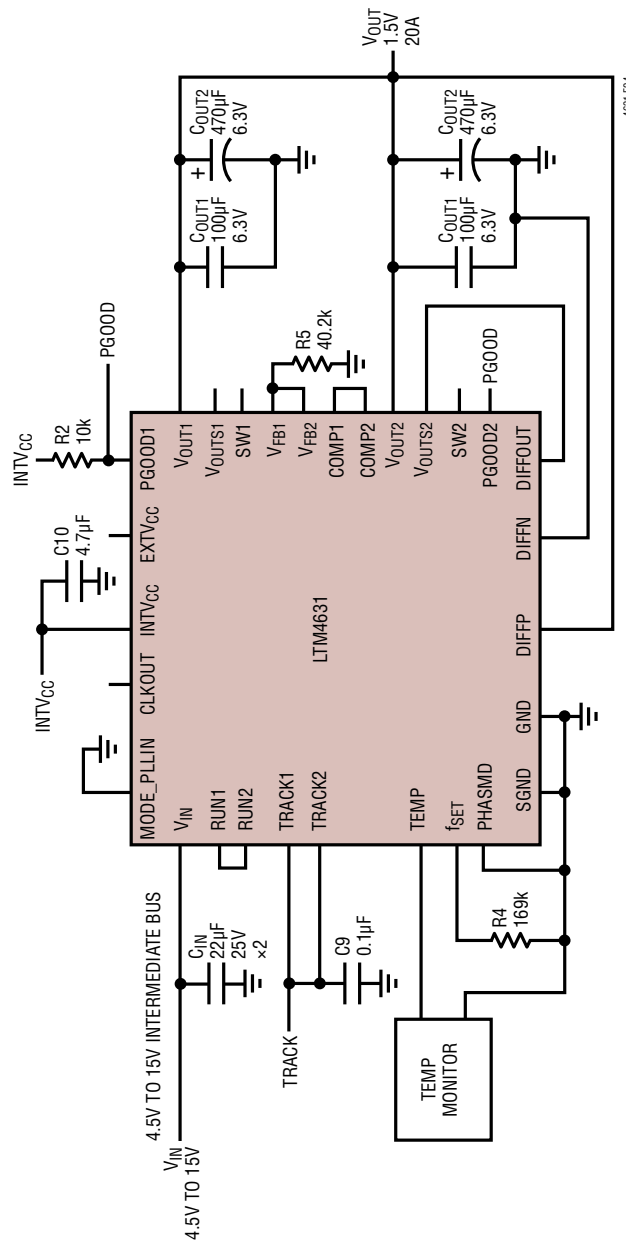 INTVCC
R2
10k
PGOOD
INTVCC
C10
4.7µF
MODE_PLLIN
CLKOUT
INTVCC
EXTVCC
PGOOD1
VIN
4.5V TO 15V
4.5V TO 15V INTERMEDIATE BUS
CIN
22µF
25V
×2
VIN
RUN1
RUN2
TRACK1
TRACK2
TRACK
C9
0.1µF
TEMP
MONITOR
TEMP
fSET
PHASMD
R4
169k
LTM4631
VOUT1
VOUTS1
SW1
VFB1
VFB2
COMP1
COMP2
VOUT2
VOUTS2
SW2
PGOOD2
PGOOD
R5
40.2k
COUT1
100µF
6.3V
+
COUT2
470µF
6.3V
COUT1
100µF
6.3V
+
COUT2
470µF
6.3V
VOUT
1.5V
20A
SGND
GND
DIFFP
DIFFN
DIFFOUT